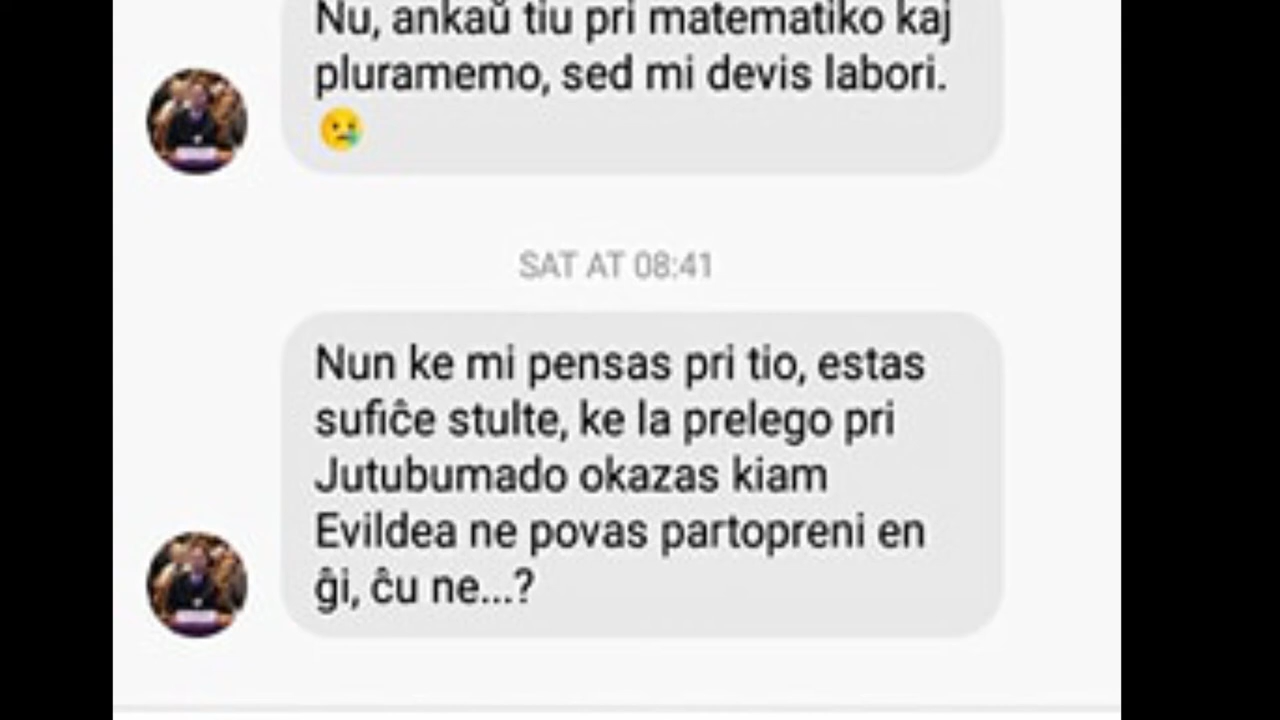 Nu, ankaŭ tiu pri matematiko kaj
pluramemo, sed mi devis labori.
😢
SAT AT 08:41
Nun ke mi pensas pri tio, estas
sufiĉe stulte, ke la prelego pri
Jutubumado okazas kiam
Evildea ne povas partopreni en
ĝi, ĉu ne...?